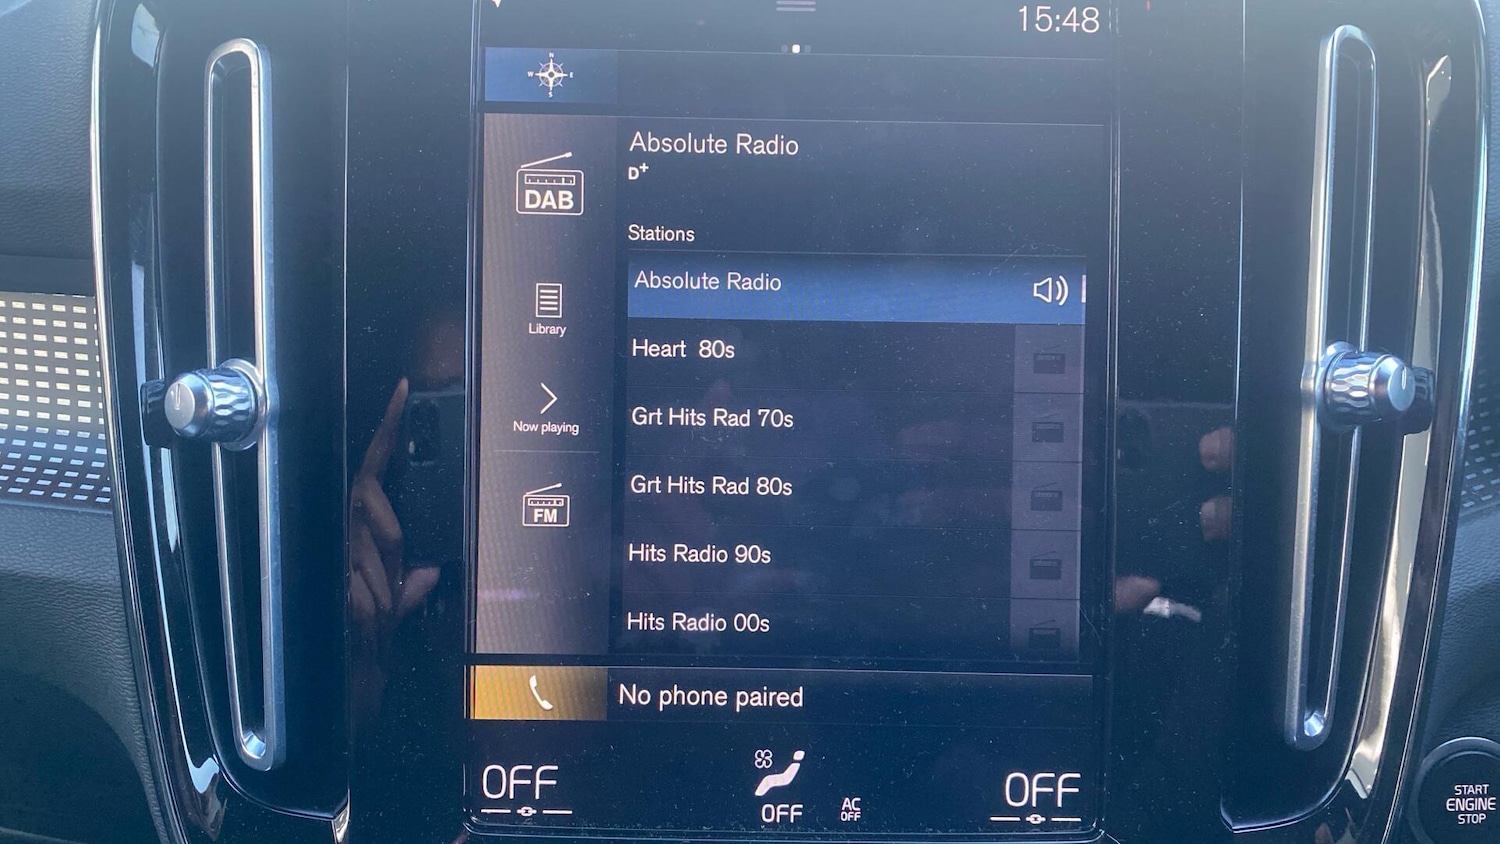 15:48
N
W E
S
Absolute Radio
D+
DAB
Stations
Absolute Radio
Library
Heart 80s
Now playing
Grt Hits Rad 70s
Grt Hits Rad 80s
FM
Hits Radio 90s
Hits Radio 00s
No phone paired
OFF
OFF
AC
OFF
OFF
START
ENGINE
STOP